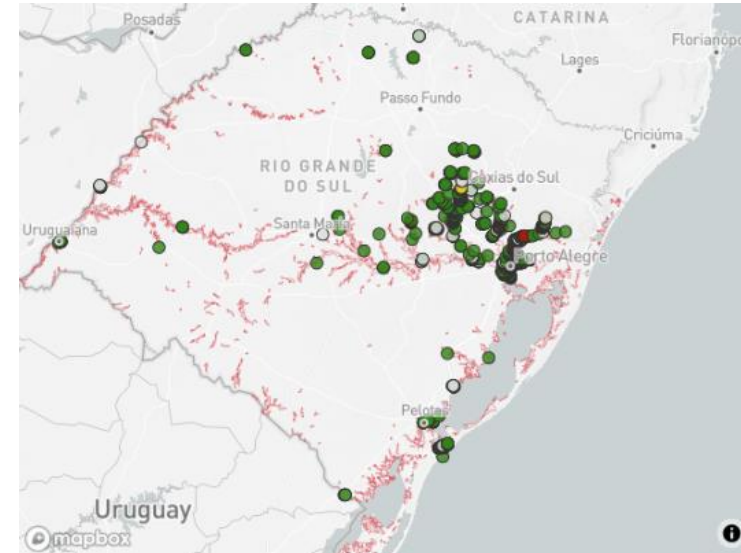 Posadas
CATARINA
Florianópo
Lages
Passo Fundo
Criciúma
RIO GRANDE
DO SUL
Caxias do Sul
Uruguaiana
Santa Maria
Porto Alegre
Pelotas
Uruguay
mapbox
i